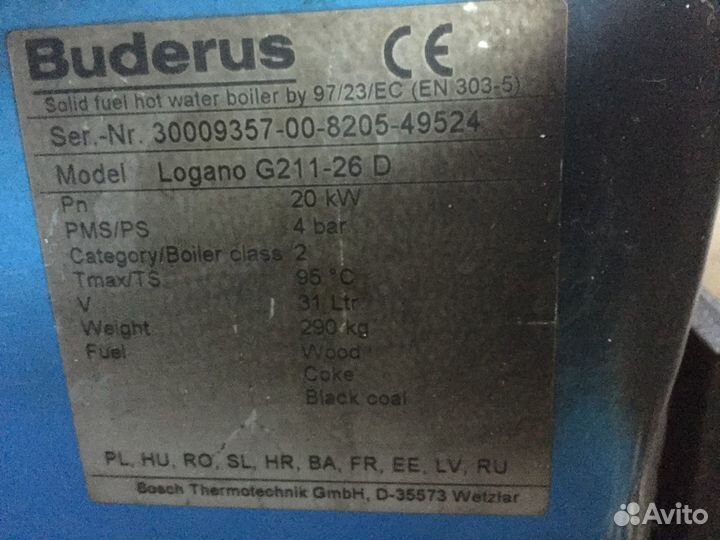 Buderus CE
Solid fuel hot water boiler by 97/23/EC (EN 303-5)
Ser.-Nr. 30009357-00-8205-49524
Model Logano G211-26 D
Pn 20 kW
PMS/PS 4 bar
Category/Boiler class 2
Tmax/TS 95 °C
V 31 Ltr
Weight 290 kg
Fuel Wood
Coke
Black coal
PL, HU, RO, SL, HR, BA, FR, EE, LV, RU
Bosch Thermotechnik GmbH, D-35573 Wetzlar
Avito